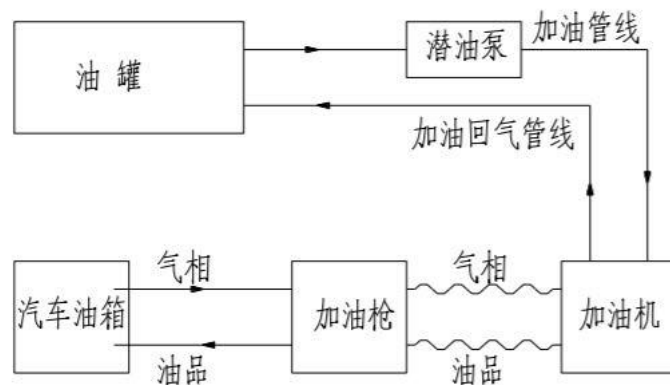 油 罐
潜油泵
加油管线
加油回气管线
汽车油箱
气相
油品
加油枪
气相
油品
加油机